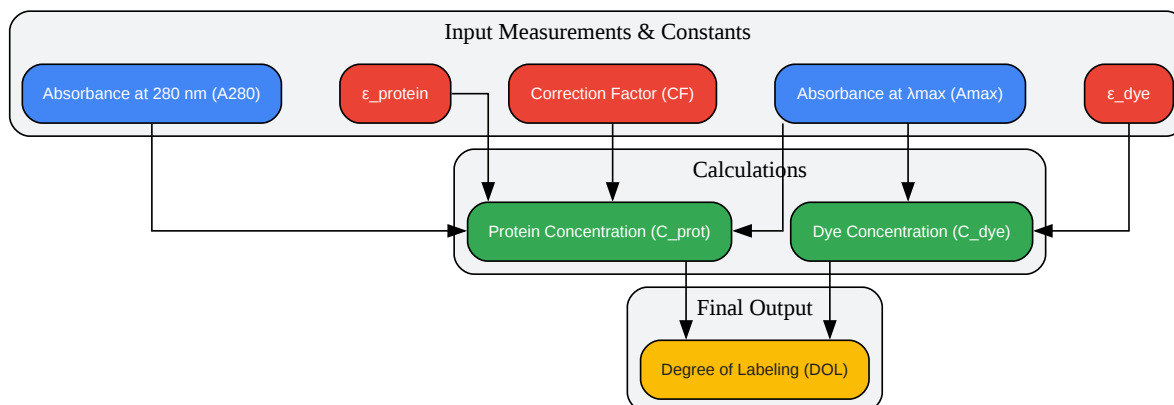 Input Measurements & Constants
Absorbance at 280 nm (A280)
ε_protein
Correction Factor (CF)
Absorbance at λmax (Amax)
ε_dye
Calculations
Protein Concentration (C_prot)
Dye Concentration (C_dye)
Final Output
Degree of Labeling (DOL)